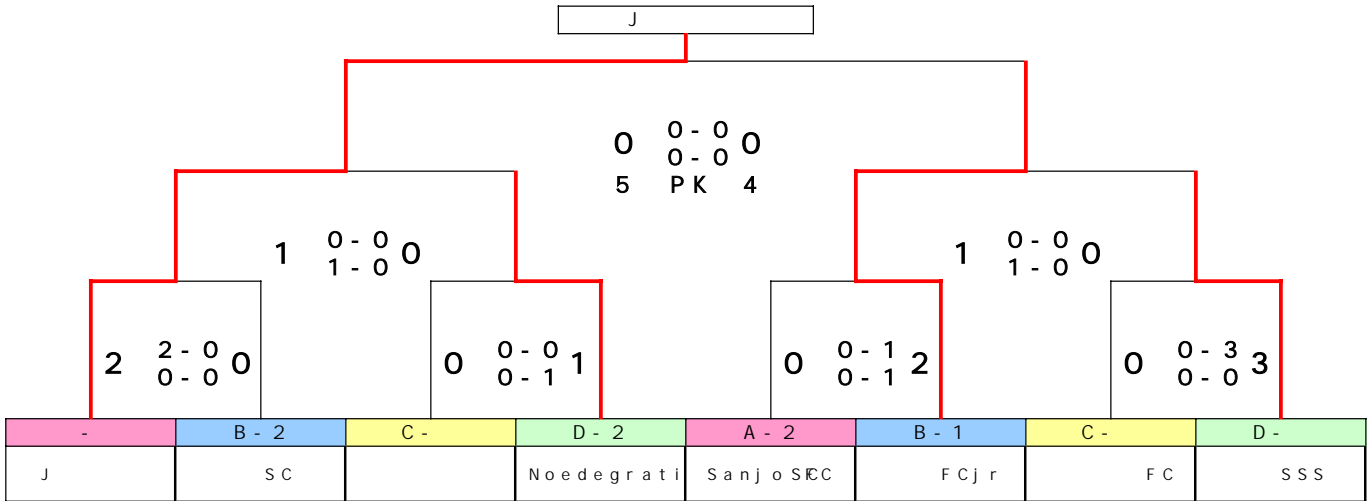 J
0 0-0 0
0-0
5 PK 4
1 0-0 0
1-0
1 0-0 0
1-0
2 2-0 0
0-0
0 0-0 1
0-1
0 0-1 2
0-1
0 0-3 3
0-0
- B-2 C- D-2 A-2 B-1 C- D-
J SC Noedegrati SanjoSFCC FCjr FC SSS